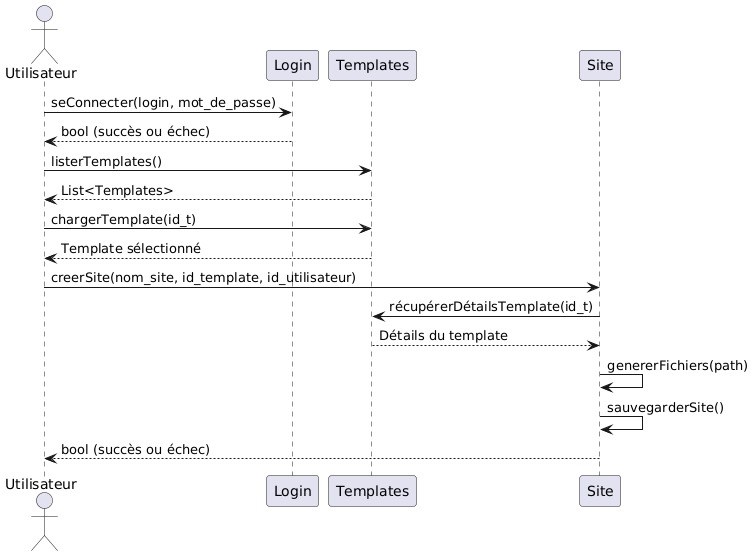 Utilisateur
Login
Templates
Site
seConnecter(login, mot_de_passe)
bool (succès ou échec)
listerTemplates()
List<Templates>
chargerTemplate(id_t)
Template sélectionné
creerSite(nom_site, id_template, id_utilisateur)
récupérerDétailsTemplate(id_t)
Détails du template
genererFichiers(path)
sauvegarderSite()
bool (succès ou échec)
Utilisateur
Login
Templates
Site